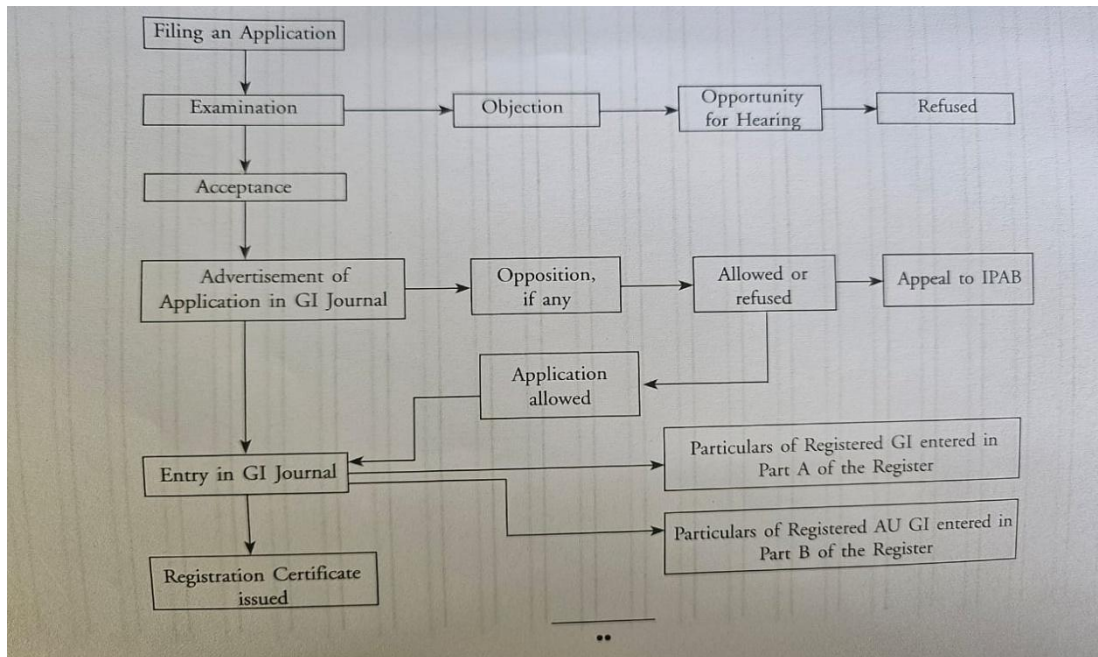 Filing an Application
Examination
Objection
Opportunity
for Hearing
Refused
Acceptance
Advertisement of
Application in GI Journal
Opposition,
if any
Allowed or
refused
Appeal to IPAB
Application
allowed
Entry in GI Journal
Particulars of Registered GI entered in
Part A of the Register
Particulars of Registered AU GI entered in
Part B of the Register
Registration Certificate
issued